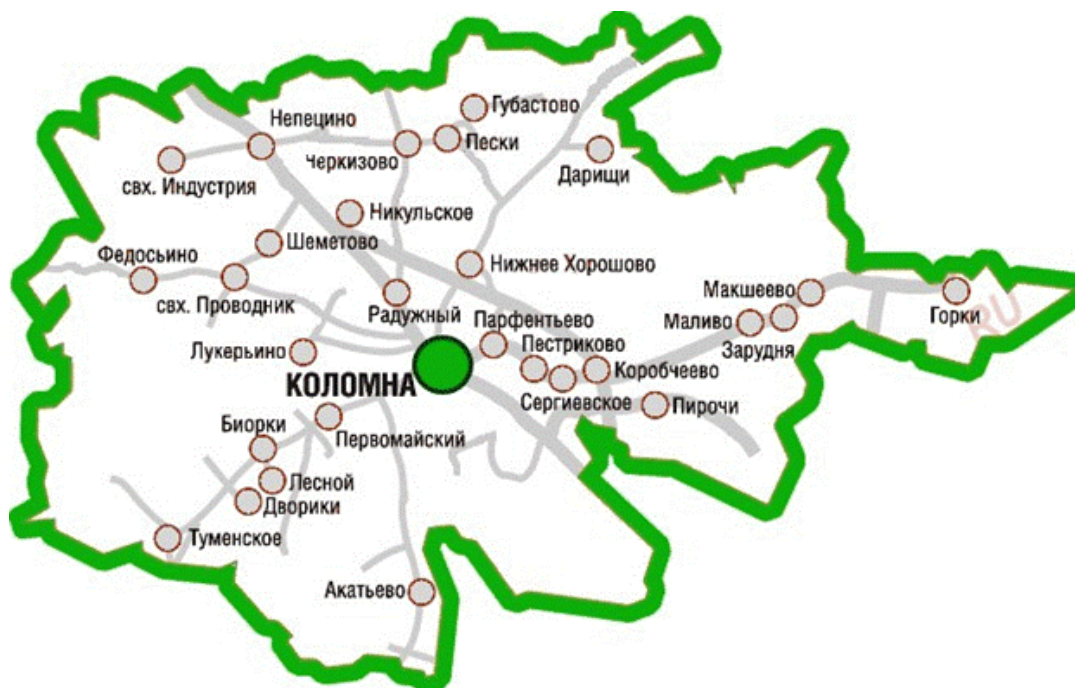 Губастово
Непецино
Пески
Черкизово
Дарищи
свх. Индустрия
Никульское
Шеметово
Федосьино
Нижнее Хорошово
свх. Проводник
Макшеево
Радужный
Горки
RU
Парфентьево
Маливо
Лукерьино
Пестриково
Зарудня
Коробчеево
КОЛОМНА
Сергиевское
Пирочи
Биорки
Первомайский
Лесной
Дворики
Туменское
Акатьево